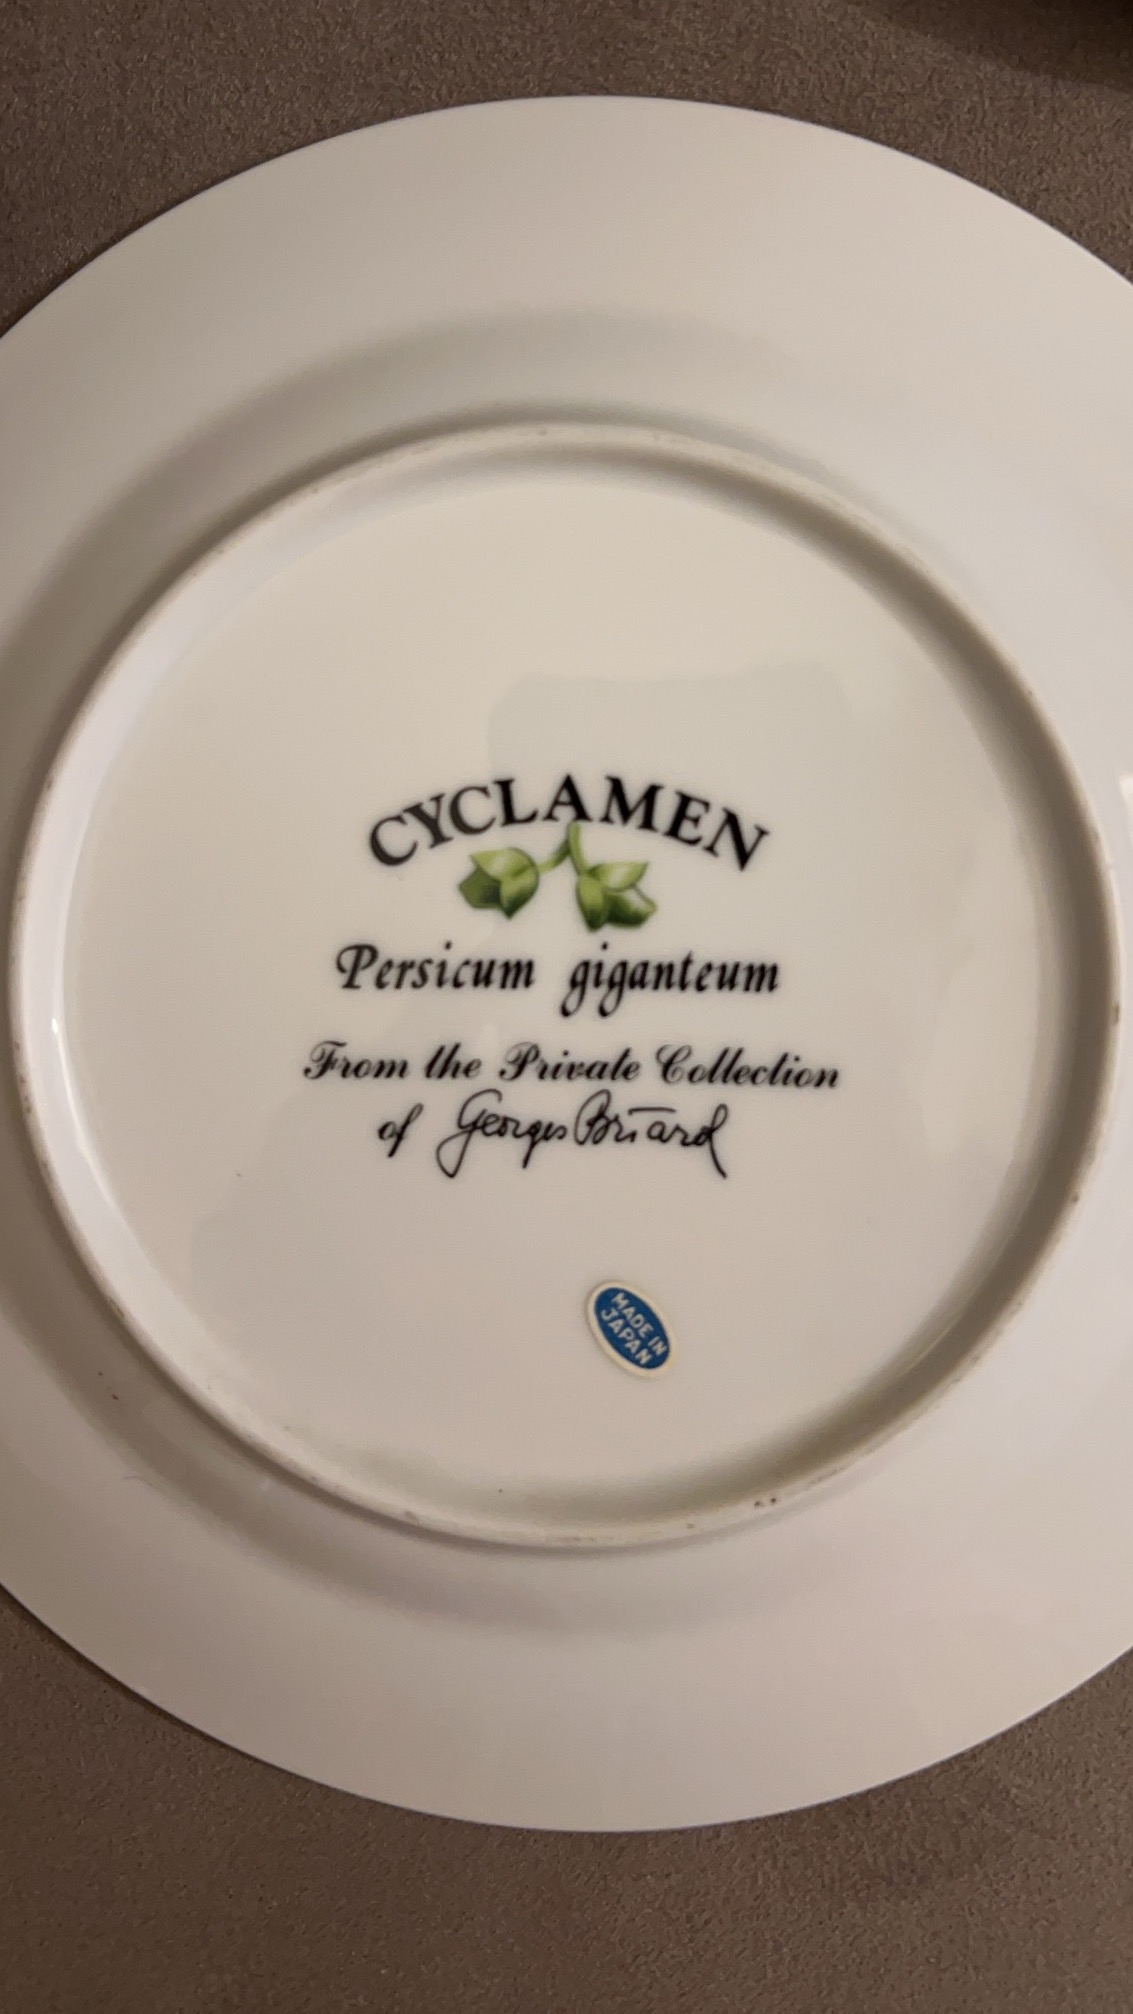 CYCLAMEN
Persicum giganteum
From the Private Collection
of Georges Briard
MADE IN
JAPAN